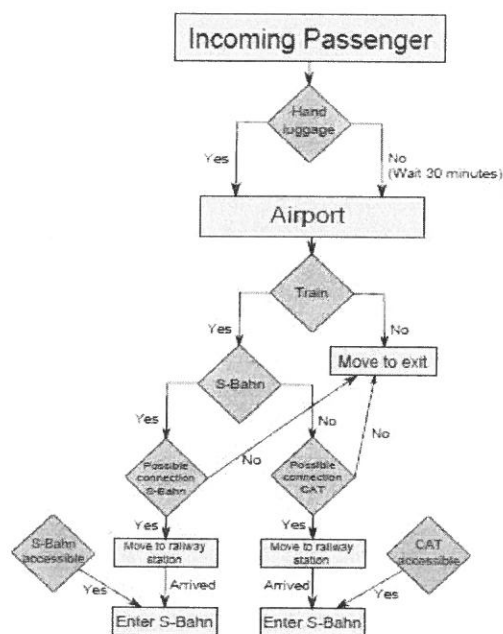 Incoming Passenger
Hand
luggage
Yes
No
(Wait 30 minutes)
Airport
Train
Yes
No
Move to exit
S-Bahn
Yes
No
No
No
Possible
connection
S-Bahn
Possible
connection
CAT
Yes
Yes
S-Bahn
accessible
Move to railway
station
Move to railway
station
CAT
accessible
Yes
Arrived
Arrived
Yes
Enter S-Bahn
Enter S-Bahn